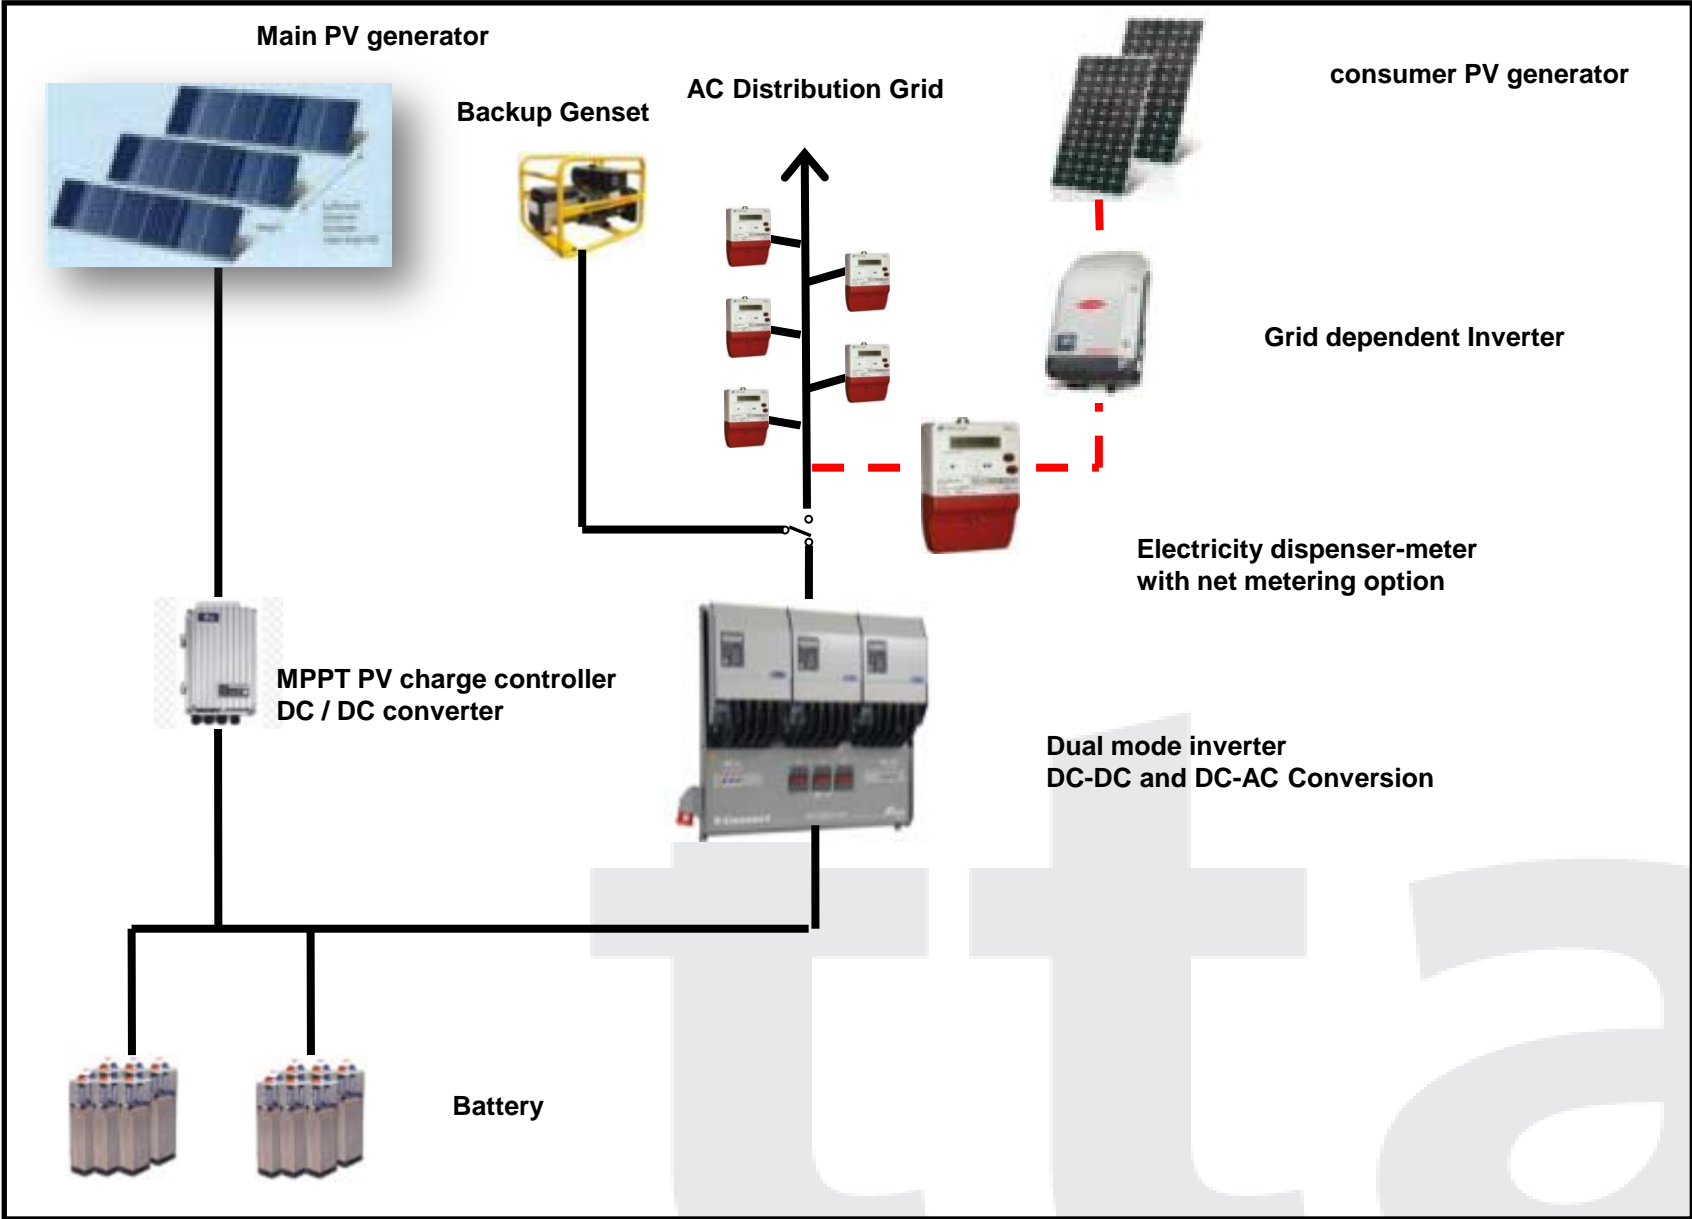 Main PV generator
consumer PV generator
AC Distribution Grid
Backup Genset
Grid dependent Inverter
Electricity dispenser-meter
with net metering option
MPPT PV charge controller
DC / DC converter
Dual mode inverter
DC-DC and DC-AC Conversion
Battery
tta